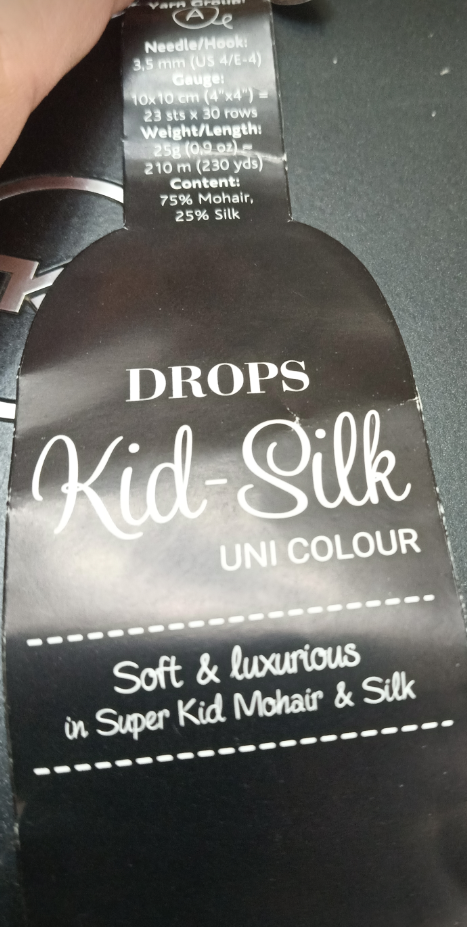 Yarn Group:
A
Needle/Hook:
3,5 mm (US 4/E-4)
Gauge:
10x10 cm (4"x4") =
23 sts x 30 rows
Weight/Length:
25g (0.9 oz) =
210 m (230 yds)
Content:
75% Mohair,
25% Silk
DROPS
Kid-Silk
UNI COLOUR
Soft & luxurious
in Super Kid Mohair & Silk